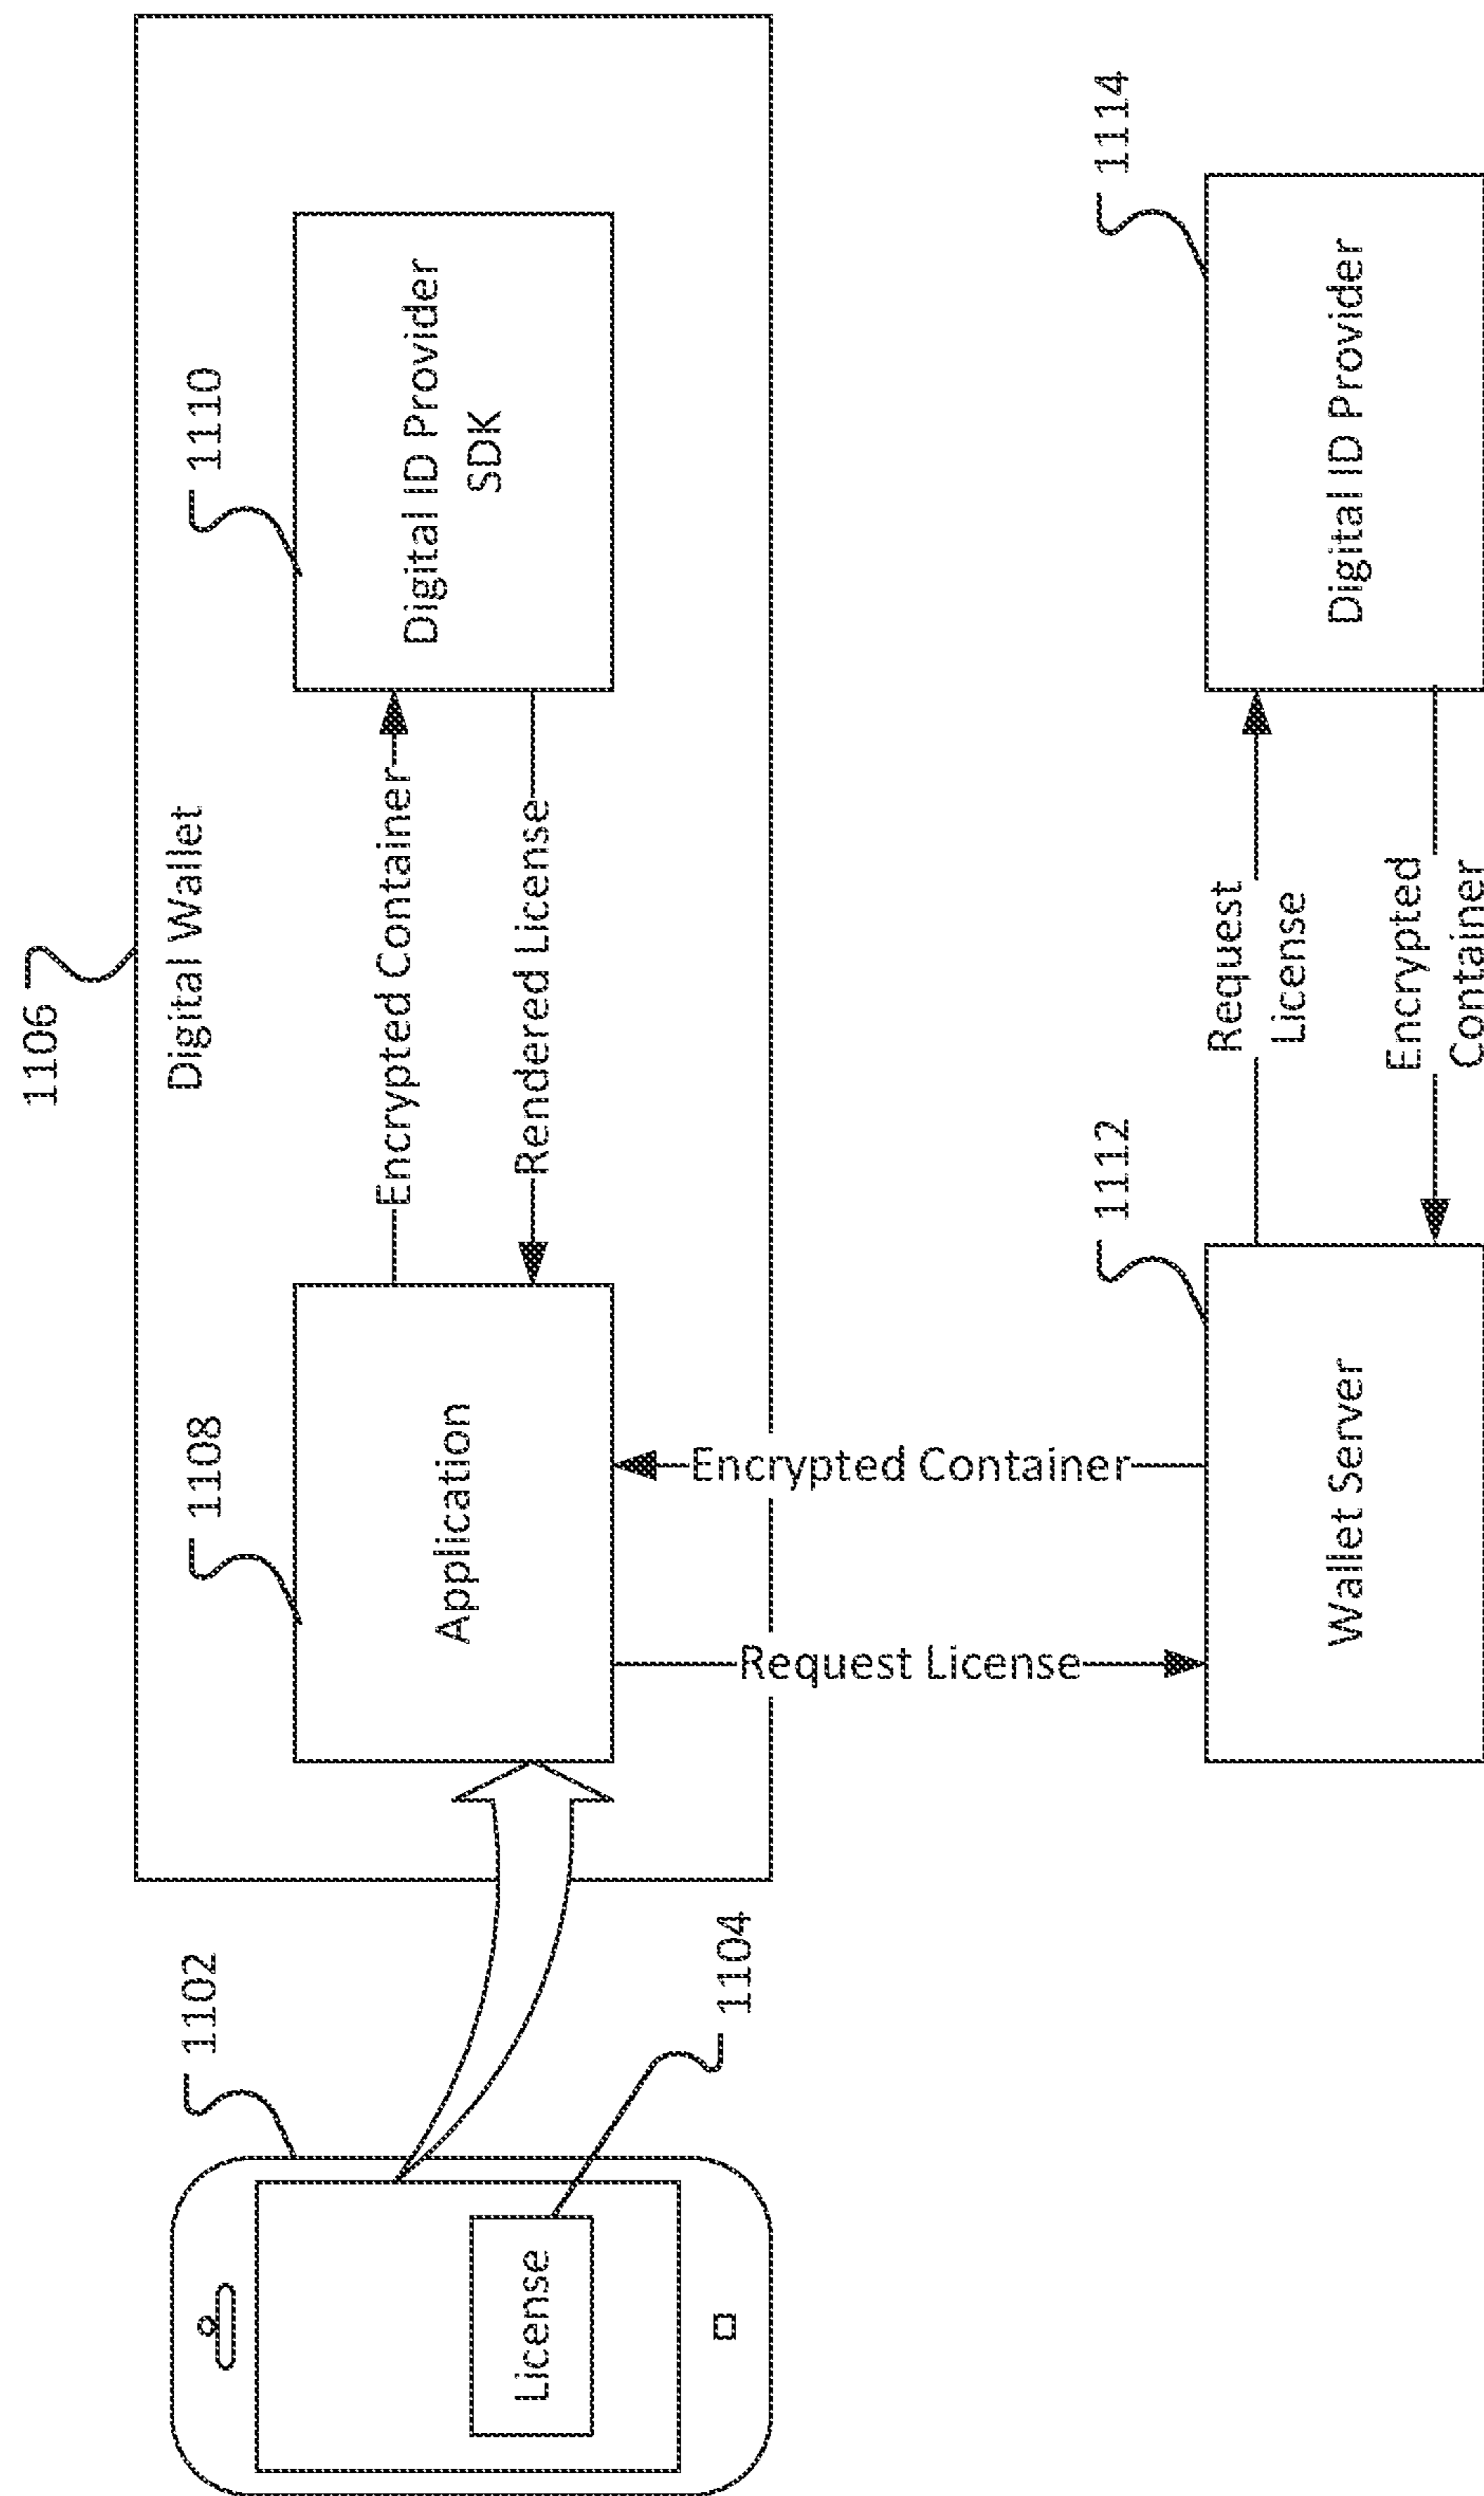 1106
Digital Wallet
1102
1108
1110
License
1104
Application
Encrypted Container
Rendered License
Digital ID Provider
SDK
Request License
Encrypted Container
1112
1114
Wallet Server
Request
License
Encrypted
Container
Digital ID Provider